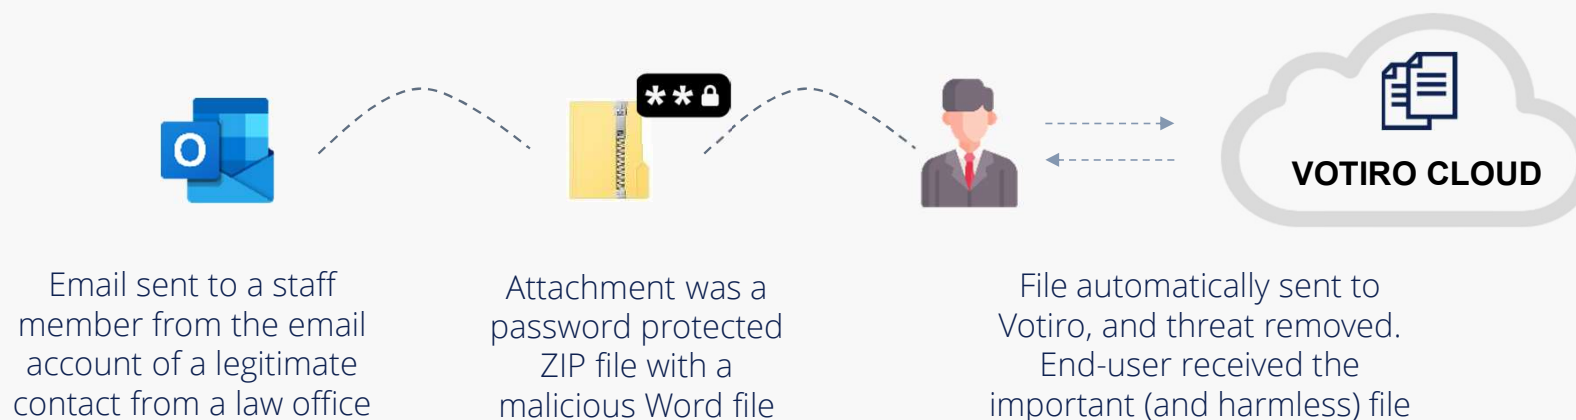 O
**
VOTIRO CLOUD
Email sent to a staff
member from the email
account of a legitimate
contact from a law office
Attachment was a
password protected
ZIP file with a
malicious Word file
File automatically sent to
Votiro, and threat removed.
End-user received the
important (and harmless) file